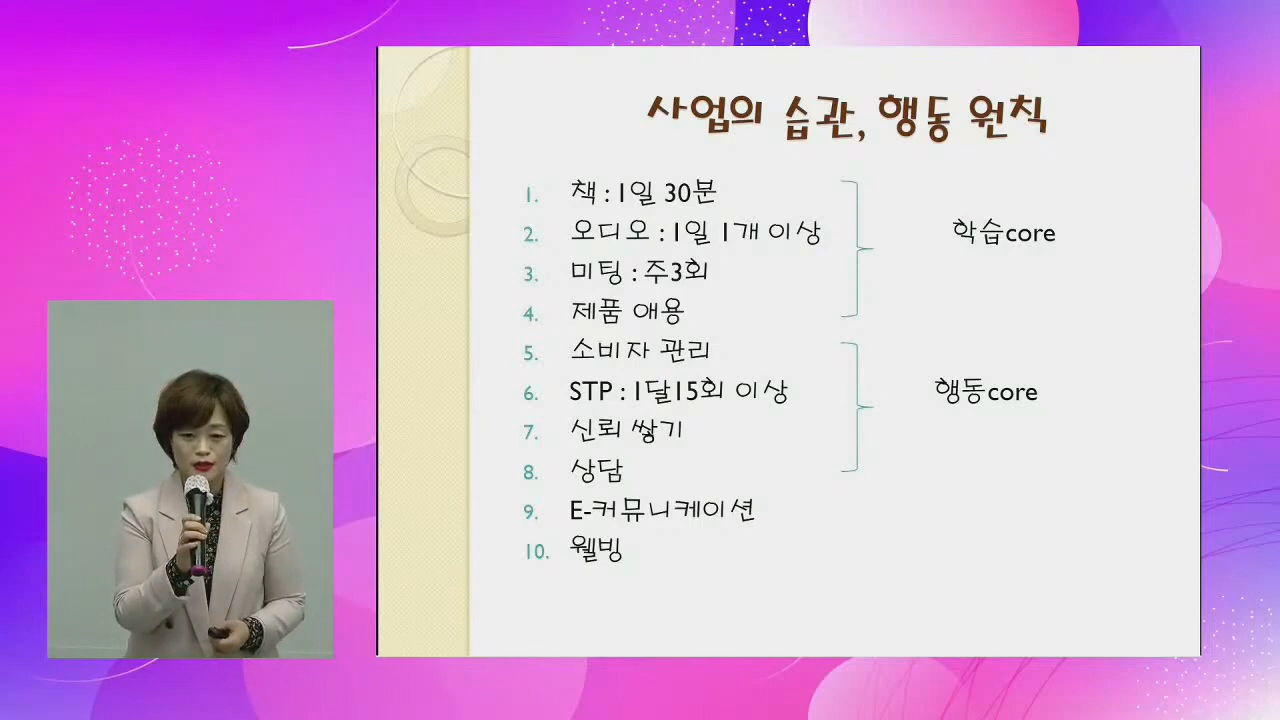 사업의 습관, 행동 원칙
1. 책 : 1일 30분
2. 오디오 : 1일 1개 이상
3. 미팅 : 주3회
4. 제품 애용
학습core
5. 소비자 관리
6. STP : 1달15회 이상
7. 신뢰 쌓기
8. 상담
행동core
9. E-커뮤니케이션
10. 웰빙